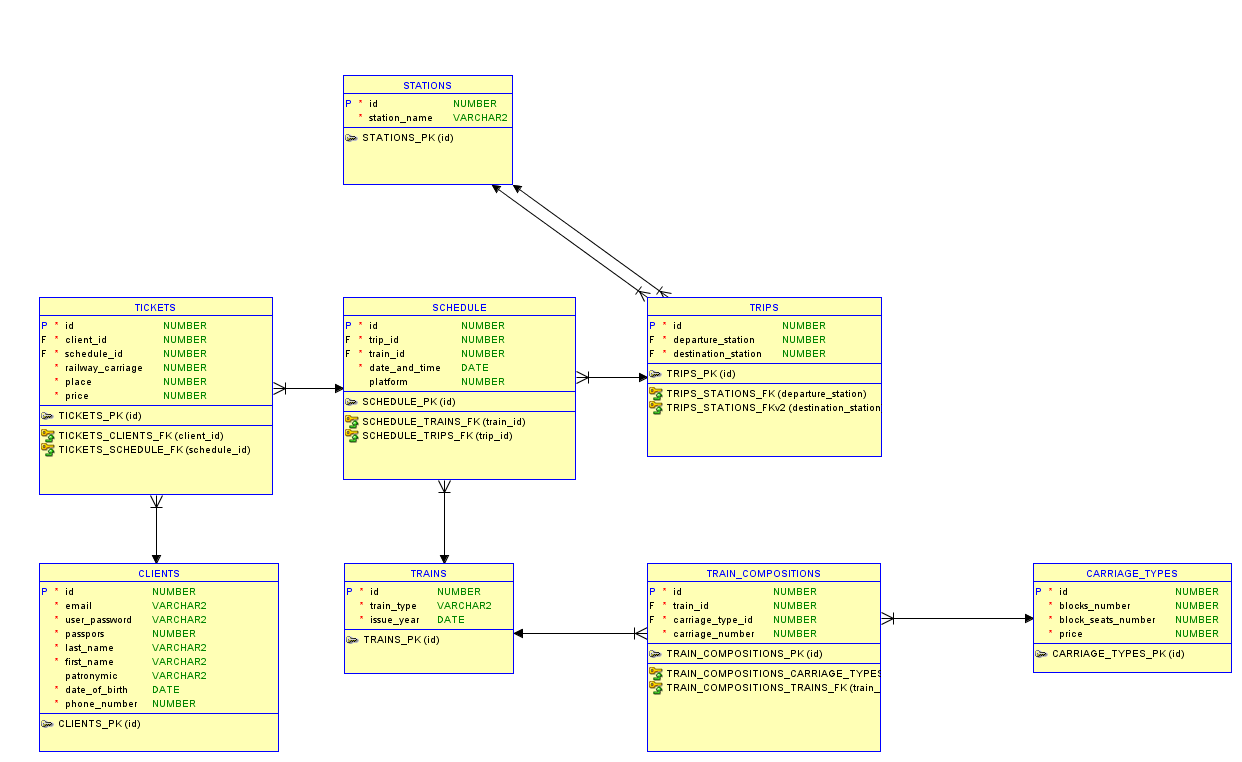 STATIONS
P * id NUMBER
* station_name VARCHAR2
STATIONS_PK (id)
TICKETS
P * id NUMBER
F * client_id NUMBER
F * schedule_id NUMBER
* railway_carriage NUMBER
* place NUMBER
* price NUMBER
TICKETS_PK (id)
TICKETS_CLIENTS_FK (client_id)
TICKETS_SCHEDULE_FK (schedule_id)
SCHEDULE
P * id NUMBER
F * trip_id NUMBER
F * train_id NUMBER
* date_and_time DATE
platform NUMBER
SCHEDULE_PK (id)
SCHEDULE_TRAINS_FK (train_id)
SCHEDULE_TRIPS_FK (trip_id)
TRIPS
P * id NUMBER
F * departure_station NUMBER
F * destination_station NUMBER
TRIPS_PK (id)
TRIPS_STATIONS_FK (departure_station)
TRIPS_STATIONS_FKv2 (destination_station
CLIENTS
P * id NUMBER
* email VARCHAR2
* user_password VARCHAR2
* passpors NUMBER
* last_name VARCHAR2
* first_name VARCHAR2
patronymic VARCHAR2
* date_of_birth DATE
* phone_number NUMBER
CLIENTS_PK (id)
TRAINS
P * id NUMBER
* train_type VARCHAR2
* issue_year DATE
TRAINS_PK (id)
TRAIN_COMPOSITIONS
P * id NUMBER
F * train_id NUMBER
F * carriage_type_id NUMBER
* carriage_number NUMBER
TRAIN_COMPOSITIONS_PK (id)
TRAIN_COMPOSITIONS_CARRIAGE_TYPES
TRAIN_COMPOSITIONS_TRAINS_FK (train_
CARRIAGE_TYPES
P * id NUMBER
* blocks_number NUMBER
* block_seats_number NUMBER
* price NUMBER
CARRIAGE_TYPES_PK (id)